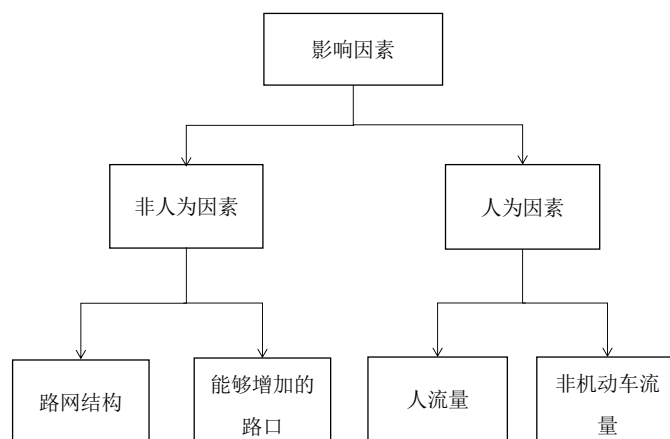 影响因素
非人为因素
人为因素
路网结构
能够增加的
路口
人流量
非机动车流
量